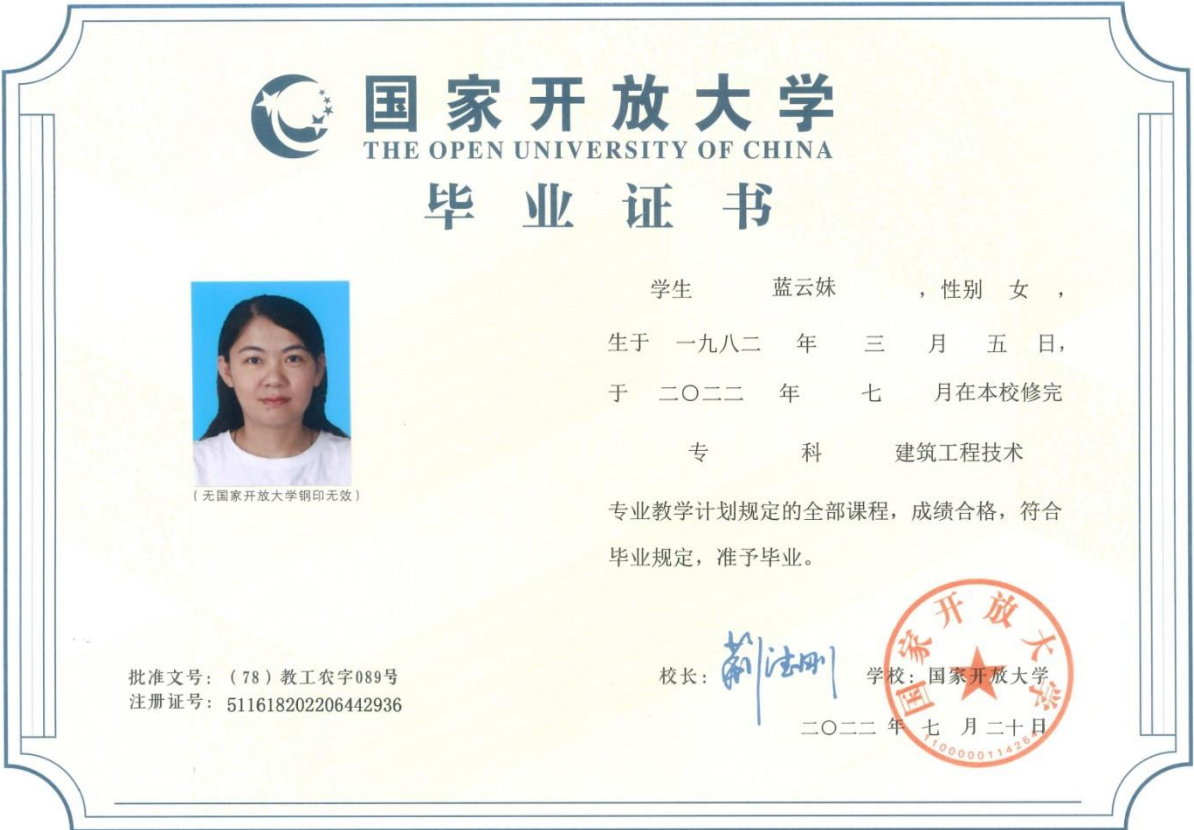 国家开放大学
THE OPEN UNIVERSITY OF CHINA
毕业证书
学生 蓝云妹 ，性别 女 ，
生于 一九八二 年 三 月 五 日，
于 二〇二二 年 七 月在本校修完
专 科 建筑工程技术
专业教学计划规定的全部课程，成绩合格，符合
毕业规定，准予毕业。
（无国家开放大学钢印无效）
批准文号：（78）教工农字089号
注册证号：511618202206442936
校长： 荆德刚 学校：国家开放大学
二〇二二 年 七 月 二十 日
国家开放大学